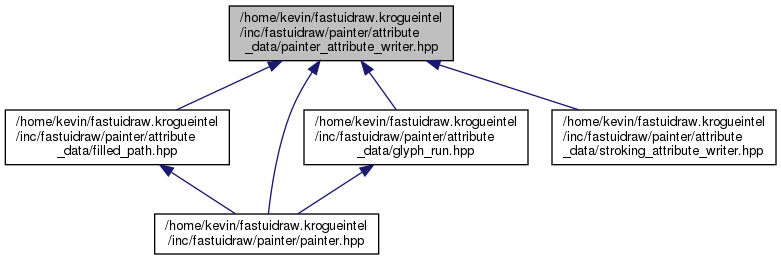 /home/kevin/fastuidraw.krogueintel
/inc/fastuidraw/painter/attribute
_data/painter_attribute_writer.hpp
/home/kevin/fastuidraw.krogueintel
/inc/fastuidraw/painter/attribute
_data/filled_path.hpp
/home/kevin/fastuidraw.krogueintel
/inc/fastuidraw/painter/attribute
_data/glyph_run.hpp
/home/kevin/fastuidraw.krogueintel
/inc/fastuidraw/painter/attribute
_data/stroking_attribute_writer.hpp
/home/kevin/fastuidraw.krogueintel
/inc/fastuidraw/painter/painter.hpp